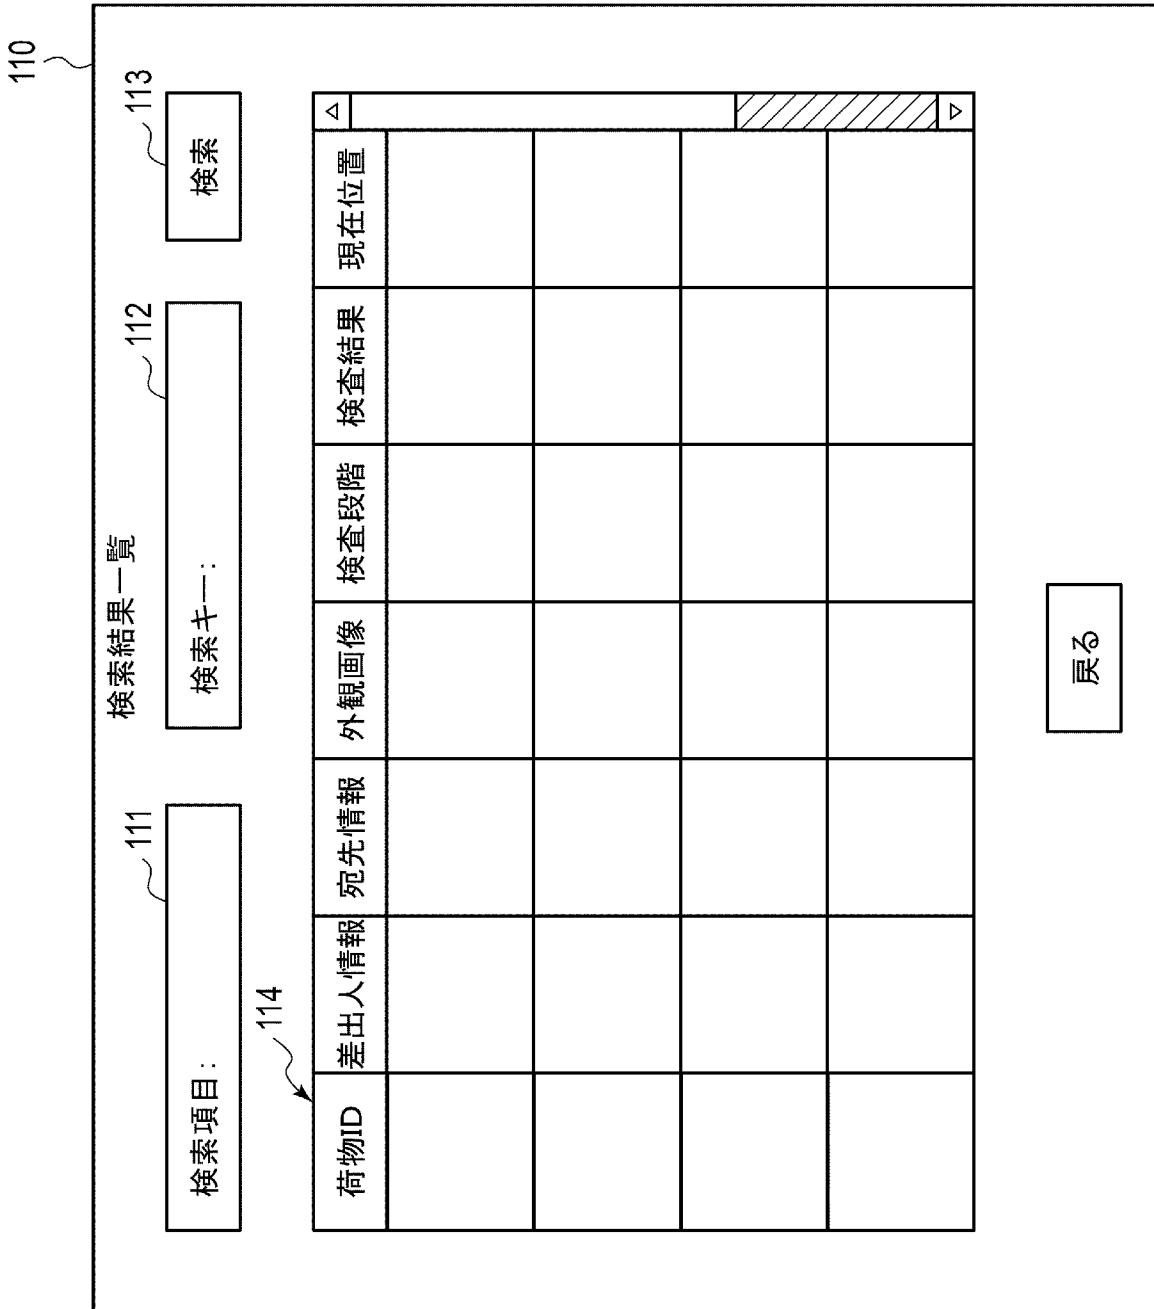 110
検索結果一覧
111
112
113
検索項目：
検索キー：
検索
114
荷物ID
差出人情報
宛先情報
外観画像
検査段階
検査結果
現在位置
戻る